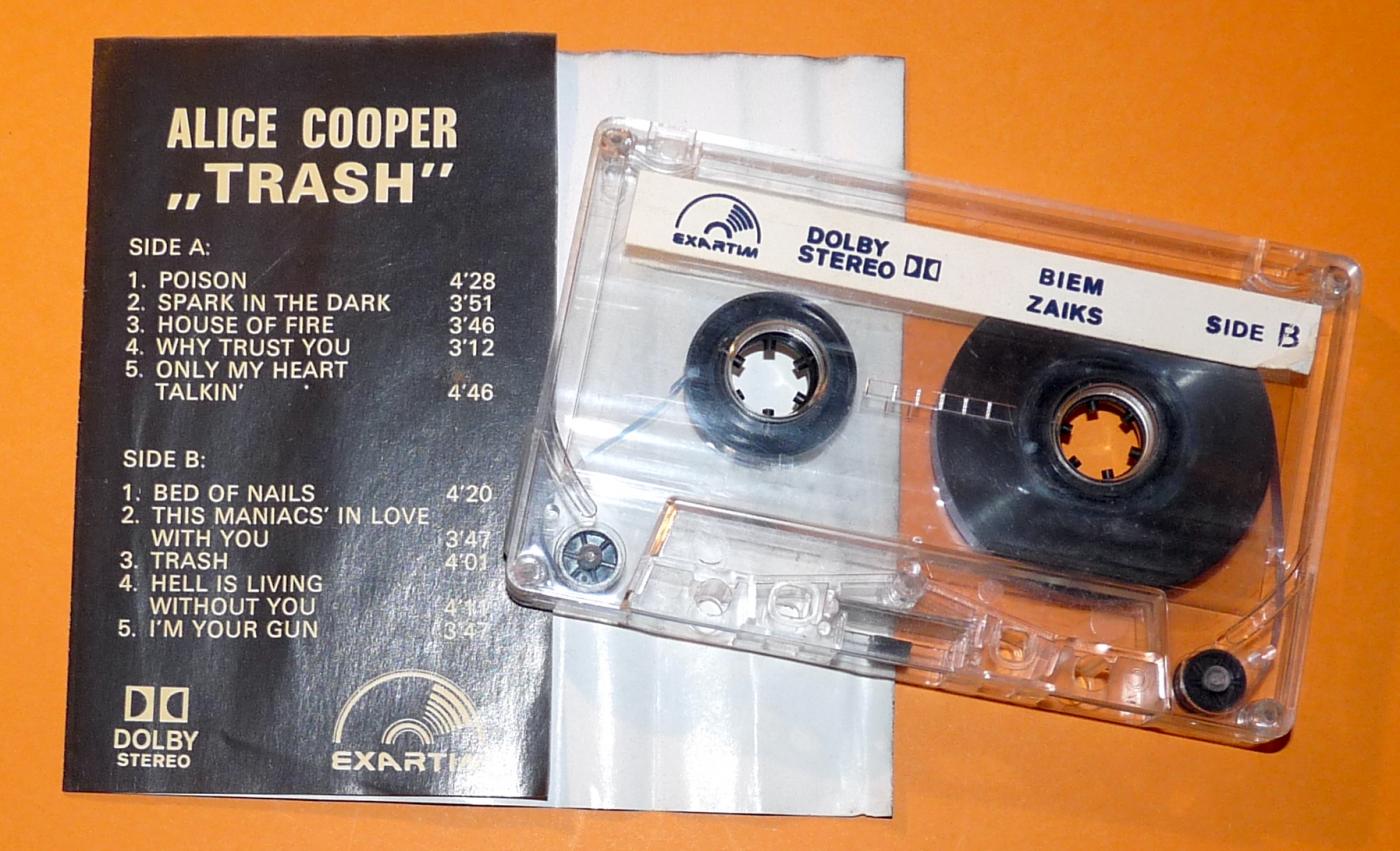 ALICE COOPER
„TRASH”
SIDE A:
1. POISON 4'28
2. SPARK IN THE DARK 3'51
3. HOUSE OF FIRE 3'46
4. WHY TRUST YOU 3'12
5. ONLY MY HEART
TALKIN' 4'46
SIDE B:
1. BED OF NAILS 4'20
2. THIS MANIACS' IN LOVE
WITH YOU 3'47
3. TRASH 4'01
4. HELL IS LIVING
WITHOUT YOU 4'11
5. I'M YOUR GUN 3'47
DOLBY
STEREO
EXARTIM
EXARTIM
DOLBY
STEREO
BIEM
ZAIKS
SIDE B